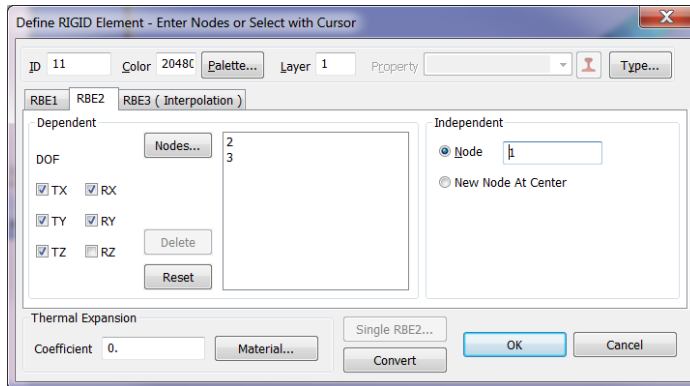 Define RIGID Element - Enter Nodes or Select with Cursor
ID 11 Color 20480 Palette... Layer 1 Property Type...
RBE1 RBE2 RBE3 ( Interpolation )
Dependent
DOF
TX RX
TY RY
TZ RZ
Nodes...
Delete
Reset
2
3
Independent
Node 1
New Node At Center
Thermal Expansion
Coefficient 0. Material...
Single RBE2...
Convert
OK Cancel